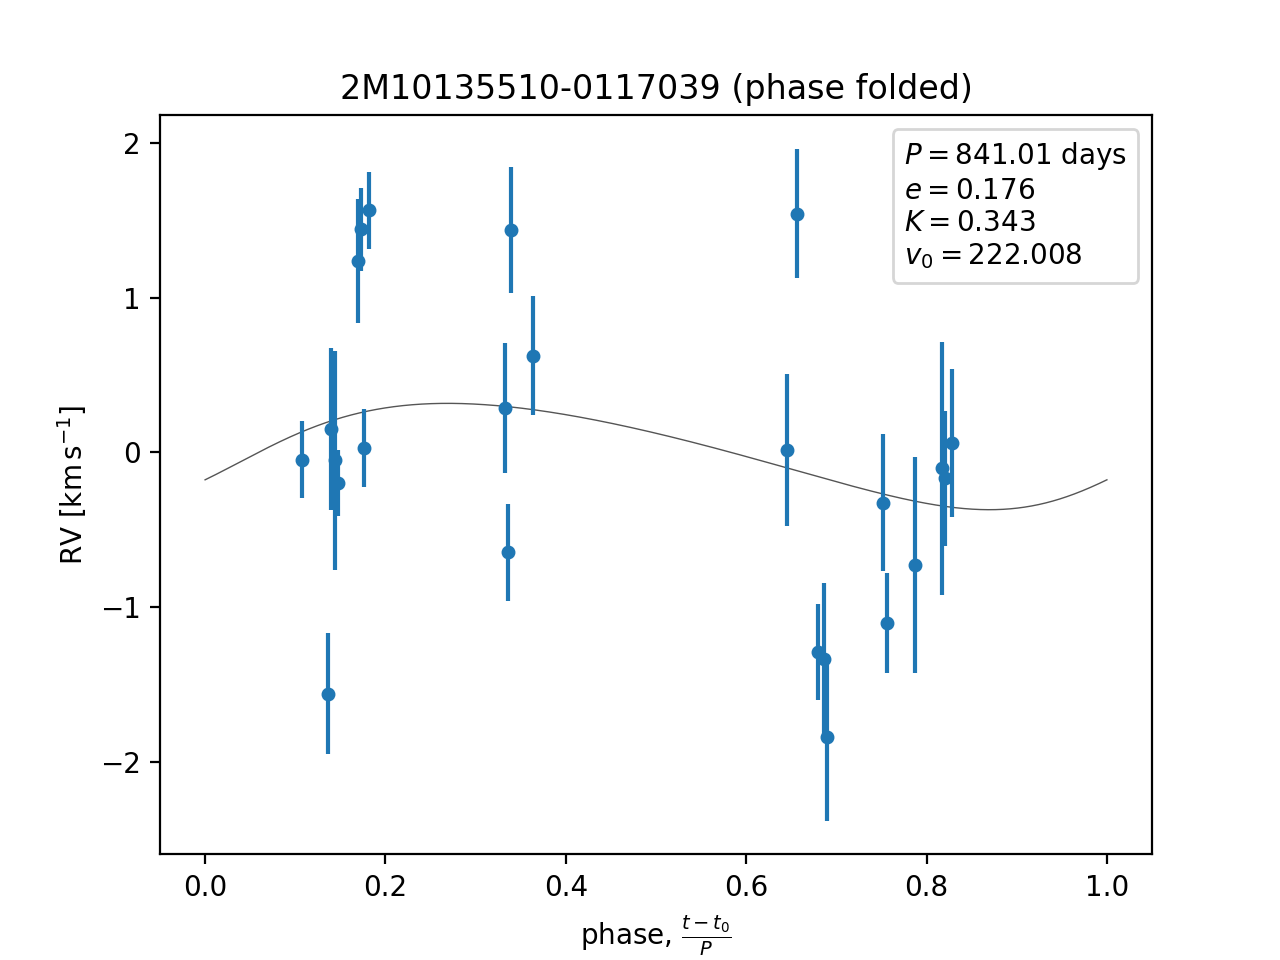 2M10135510-0117039 (phase folded)
P = 841.01 days
e = 0.176
K = 0.343
v₀ = 222.008
RV [km s⁻¹]
2
1
0
−1
−2
0.0 0.2 0.4 0.6 0.8 1.0
phase, (t − t₀)/P